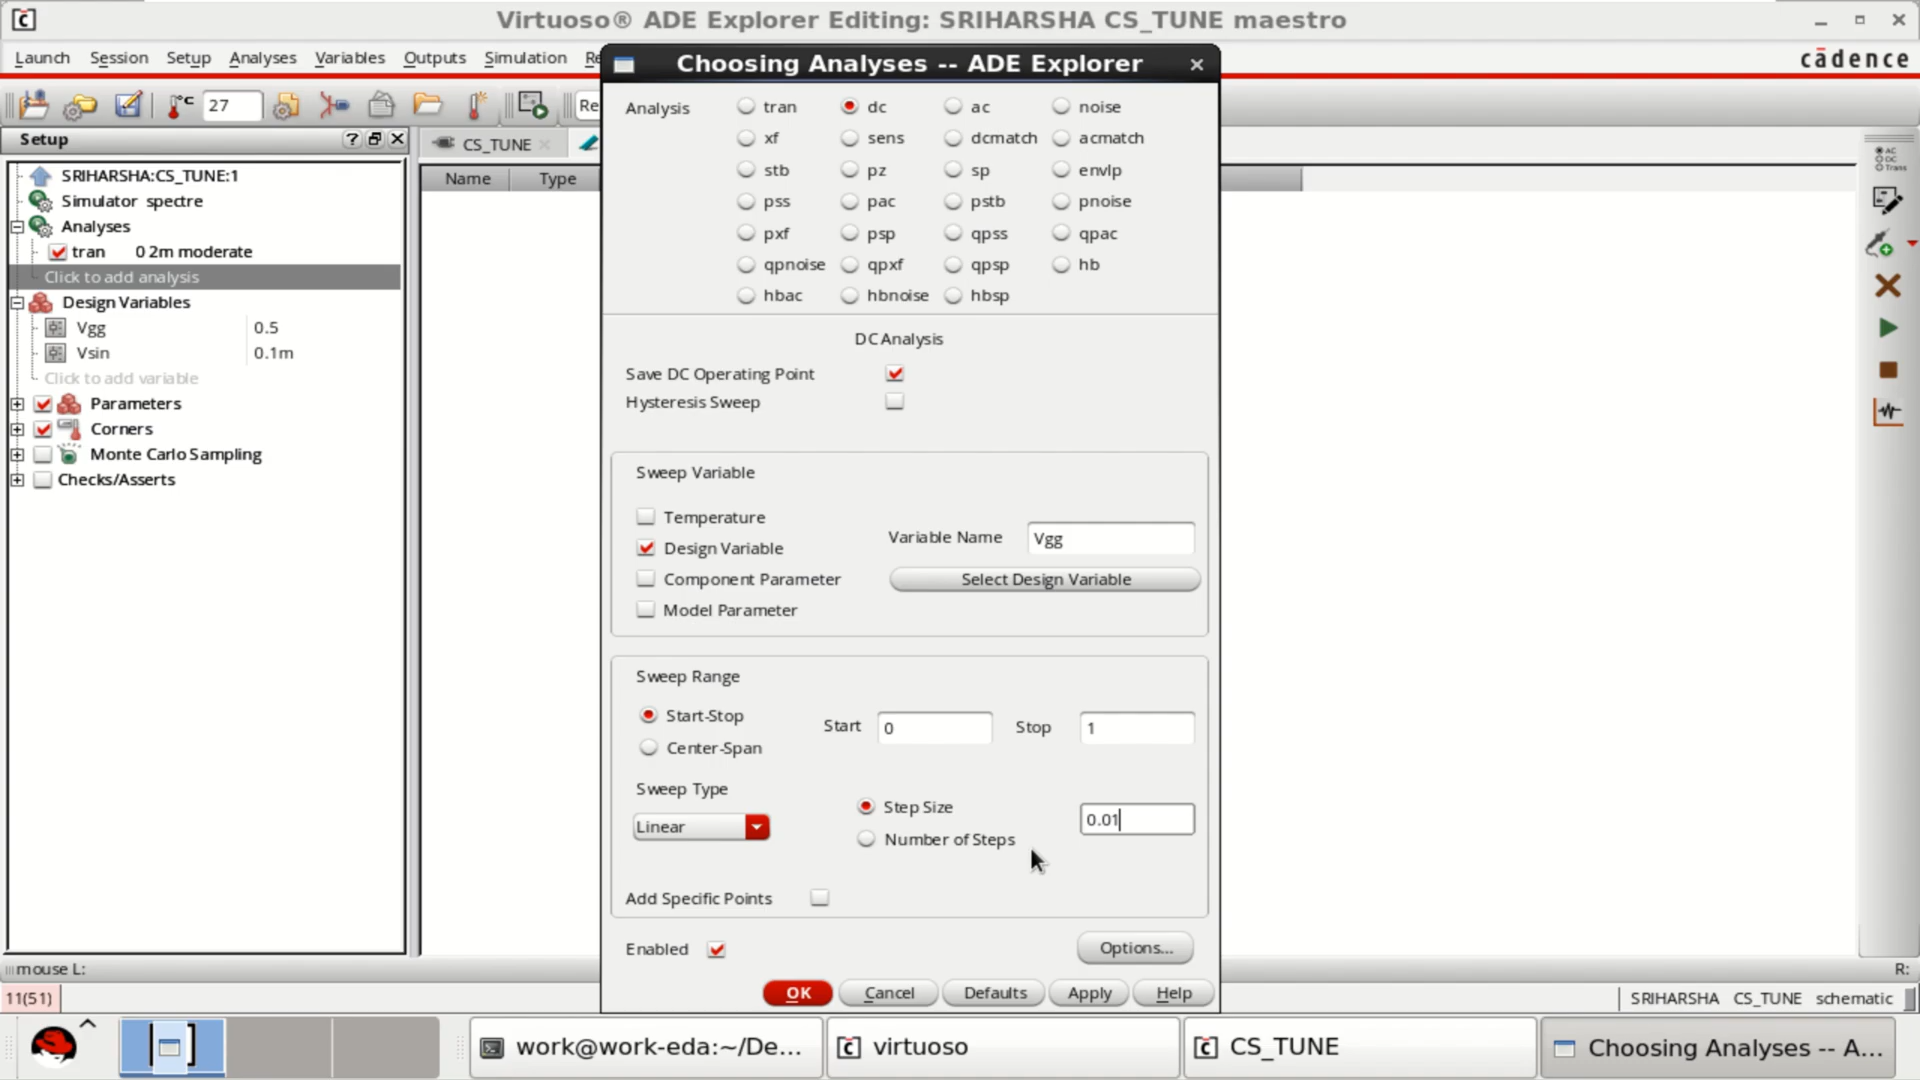 Virtuoso® ADE Explorer Editing: SRIHARSHA CS_TUNE maestro
Launch Session Setup Analyses Variables Outputs Simulation Re
cādence
Choosing Analyses -- ADE Explorer
°C 27 Re
Setup
CS_TUNE
Name Type
SRIHARSHA:CS_TUNE:1
Simulator spectre
Analyses
tran 0 2m moderate
Click to add analysis
Design Variables
Vgg 0.5
Vsin 0.1m
Click to add variable
Parameters
Corners
Monte Carlo Sampling
Checks/Asserts
Analysis tran dc ac noise
xf sens dcmatch acmatch
stb pz sp envlp
pss pac pstb pnoise
pxf psp qpss qpac
qpnoise qpxf qpsp hb
hbac hbnoise hbsp
DC Analysis
Save DC Operating Point
Hysteresis Sweep
Sweep Variable
Temperature
Design Variable
Component Parameter
Model Parameter
Variable Name Vgg
Select Design Variable
Sweep Range
Start-Stop
Center-Span
Start 0 Stop 1
Sweep Type
Linear
Step Size
Number of Steps
0.01
Add Specific Points
Enabled
Options...
OK Cancel Defaults Apply Help
AC
DC
Trans
mouse L:
R:
11(51)
SRIHARSHA CS_TUNE schematic
work@work-eda:~/De...
virtuoso
CS_TUNE
Choosing Analyses -- A...